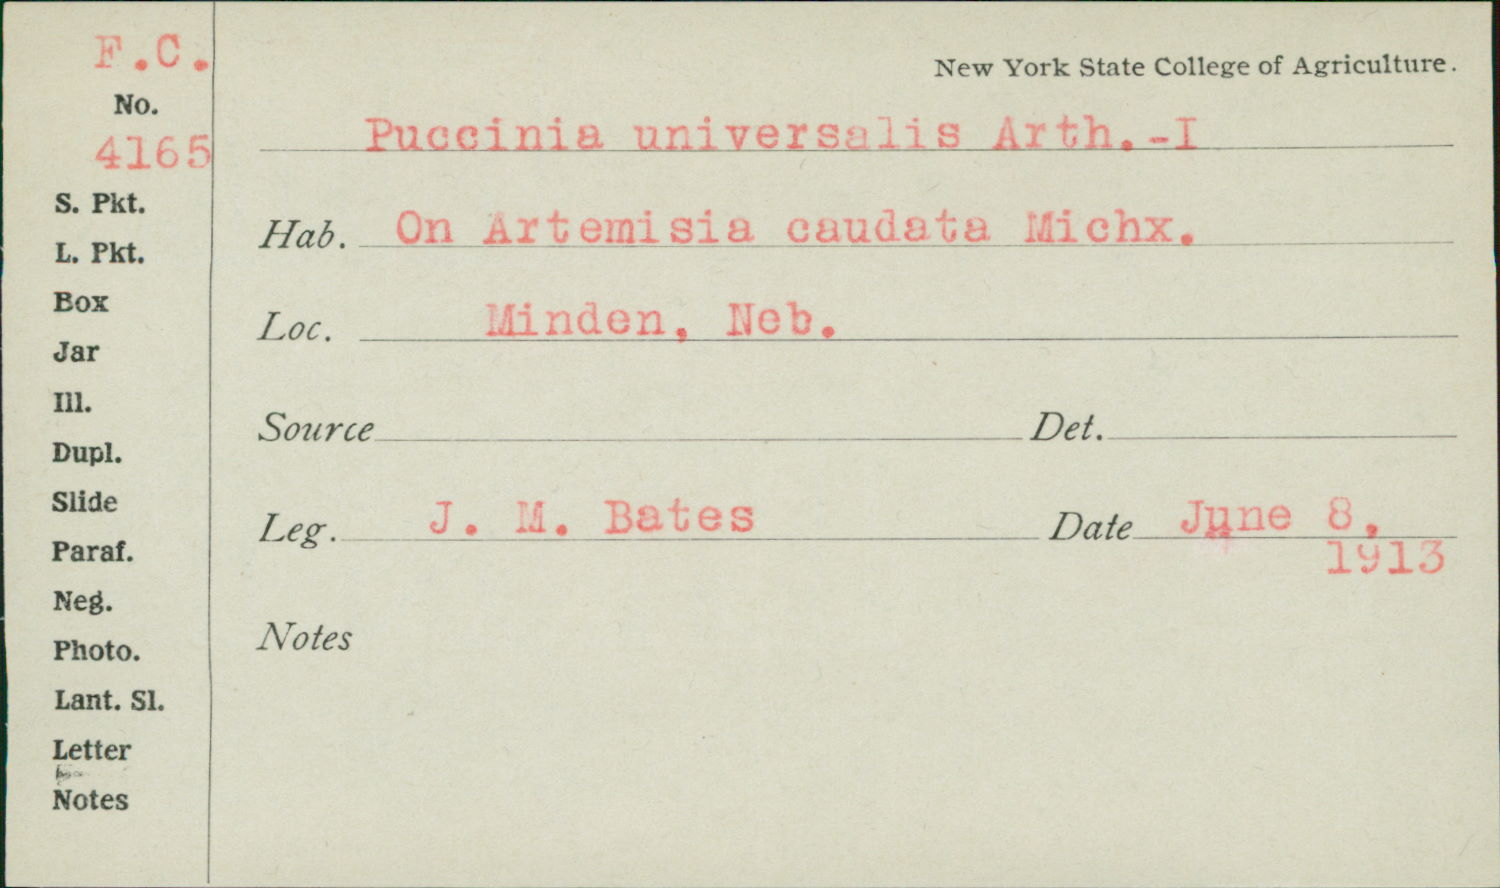 F.C.
No.
4165
S. Pkt.
L. Pkt.
Box
Jar
Ill.
Dupl.
Slide
Paraf.
Neg.
Photo.
Lant. Sl.
Letter
Notes
New York State College of Agriculture.
Puccinia universalis Arth.-I
Hab. On Artemisia caudata Michx.
Loc. Minden, Neb.
Source Det.
Leg. J. M. Bates Date June 8,
1913
Notes